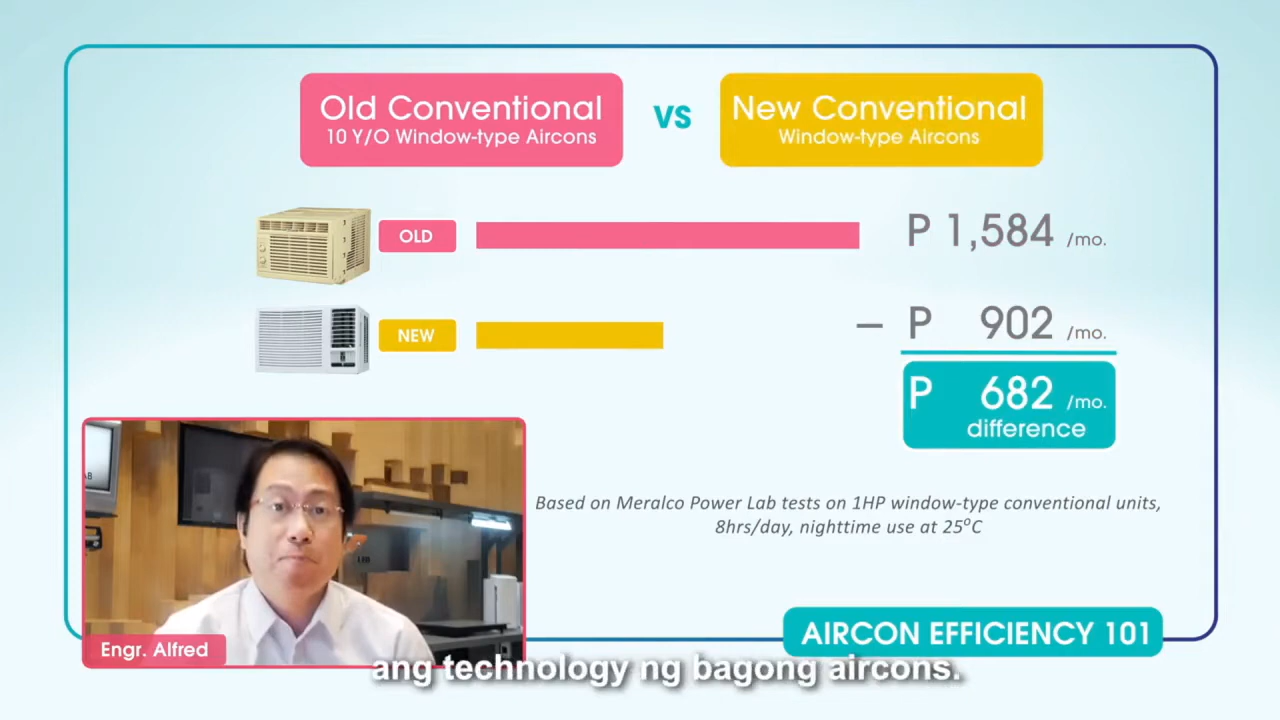 Old Conventional
10 Y/O Window-type Aircons
vs
New Conventional
Window-type Aircons
OLD
P 1,584 /mo.
NEW
– P 902 /mo.
P 682 /mo.
difference
Based on Meralco Power Lab tests on 1HP window-type conventional units,
8hrs/day, nighttime use at 25°C
AB
LAB
Engr. Alfred
AIRCON EFFICIENCY 101
ang technology ng bagong aircons.